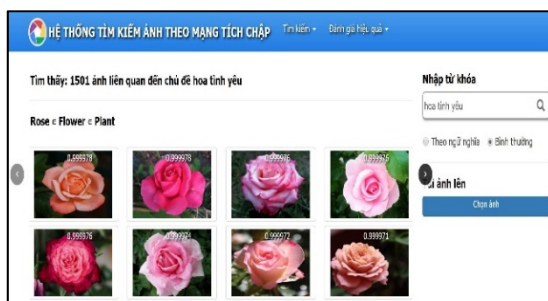 HỆ THỐNG TÌM KIẾM ẢNH THEO MẠNG TÍCH CHẬP Tìm kiếm Đánh giá hiệu quả
Tìm thấy: 1501 ảnh liên quan đến chủ đề hoa tình yêu
Rose ⊂ Flower ⊂ Plant
0.999978 0.999978 0.999976 0.999976
0.999976 0.999974 0.999972 0.999971
Nhập từ khóa
hoa tình yêu
Theo ngữ nghĩa Bình thường
ải ảnh lên
Chọn ảnh